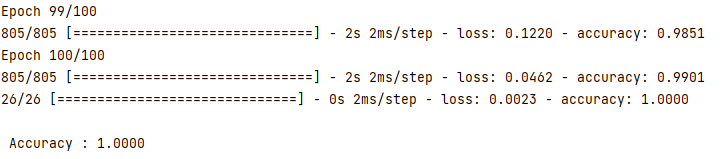 Epoch 99/100
805/805 [==============================] - 2s 2ms/step - loss: 0.1220 - accuracy: 0.9851
Epoch 100/100
805/805 [==============================] - 2s 2ms/step - loss: 0.0462 - accuracy: 0.9901
26/26 [==============================] - 0s 2ms/step - loss: 0.0023 - accuracy: 1.0000
Accuracy : 1.0000